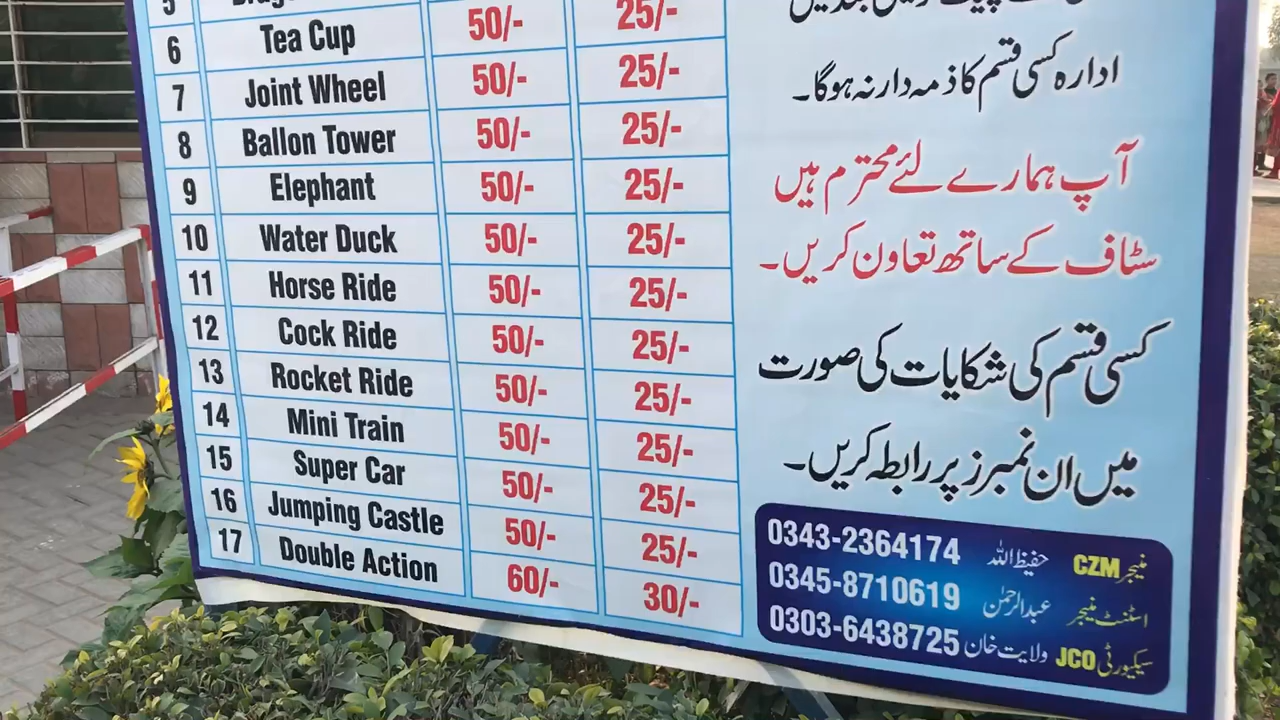 5
50/-
25/-
6 Tea Cup 50/- 25/-
7 Joint Wheel 50/- 25/-
8 Ballon Tower 50/- 25/-
9 Elephant 50/- 25/-
10 Water Duck 50/- 25/-
11 Horse Ride 50/- 25/-
12 Cock Ride 50/- 25/-
13 Rocket Ride 50/- 25/-
14 Mini Train 50/- 25/-
15 Super Car 50/- 25/-
16 Jumping Castle 50/- 25/-
17 Double Action 60/- 30/-
ادارہ کسی قسم کا ذمہ دار نہ ہوگا۔
آپ ہمارے لئے محترم ہیں
سٹاف کے ساتھ تعاون کریں۔
کسی قسم کی شکایات کی صورت
میں ان نمبرز پر رابطہ کریں۔
منیجر CZM حفیظ اللہ 0343-2364174
اسٹنٹ منیجر عبدالرحمٰن 0345-8710619
سیکیورٹی JCO ولایت خان 0303-6438725